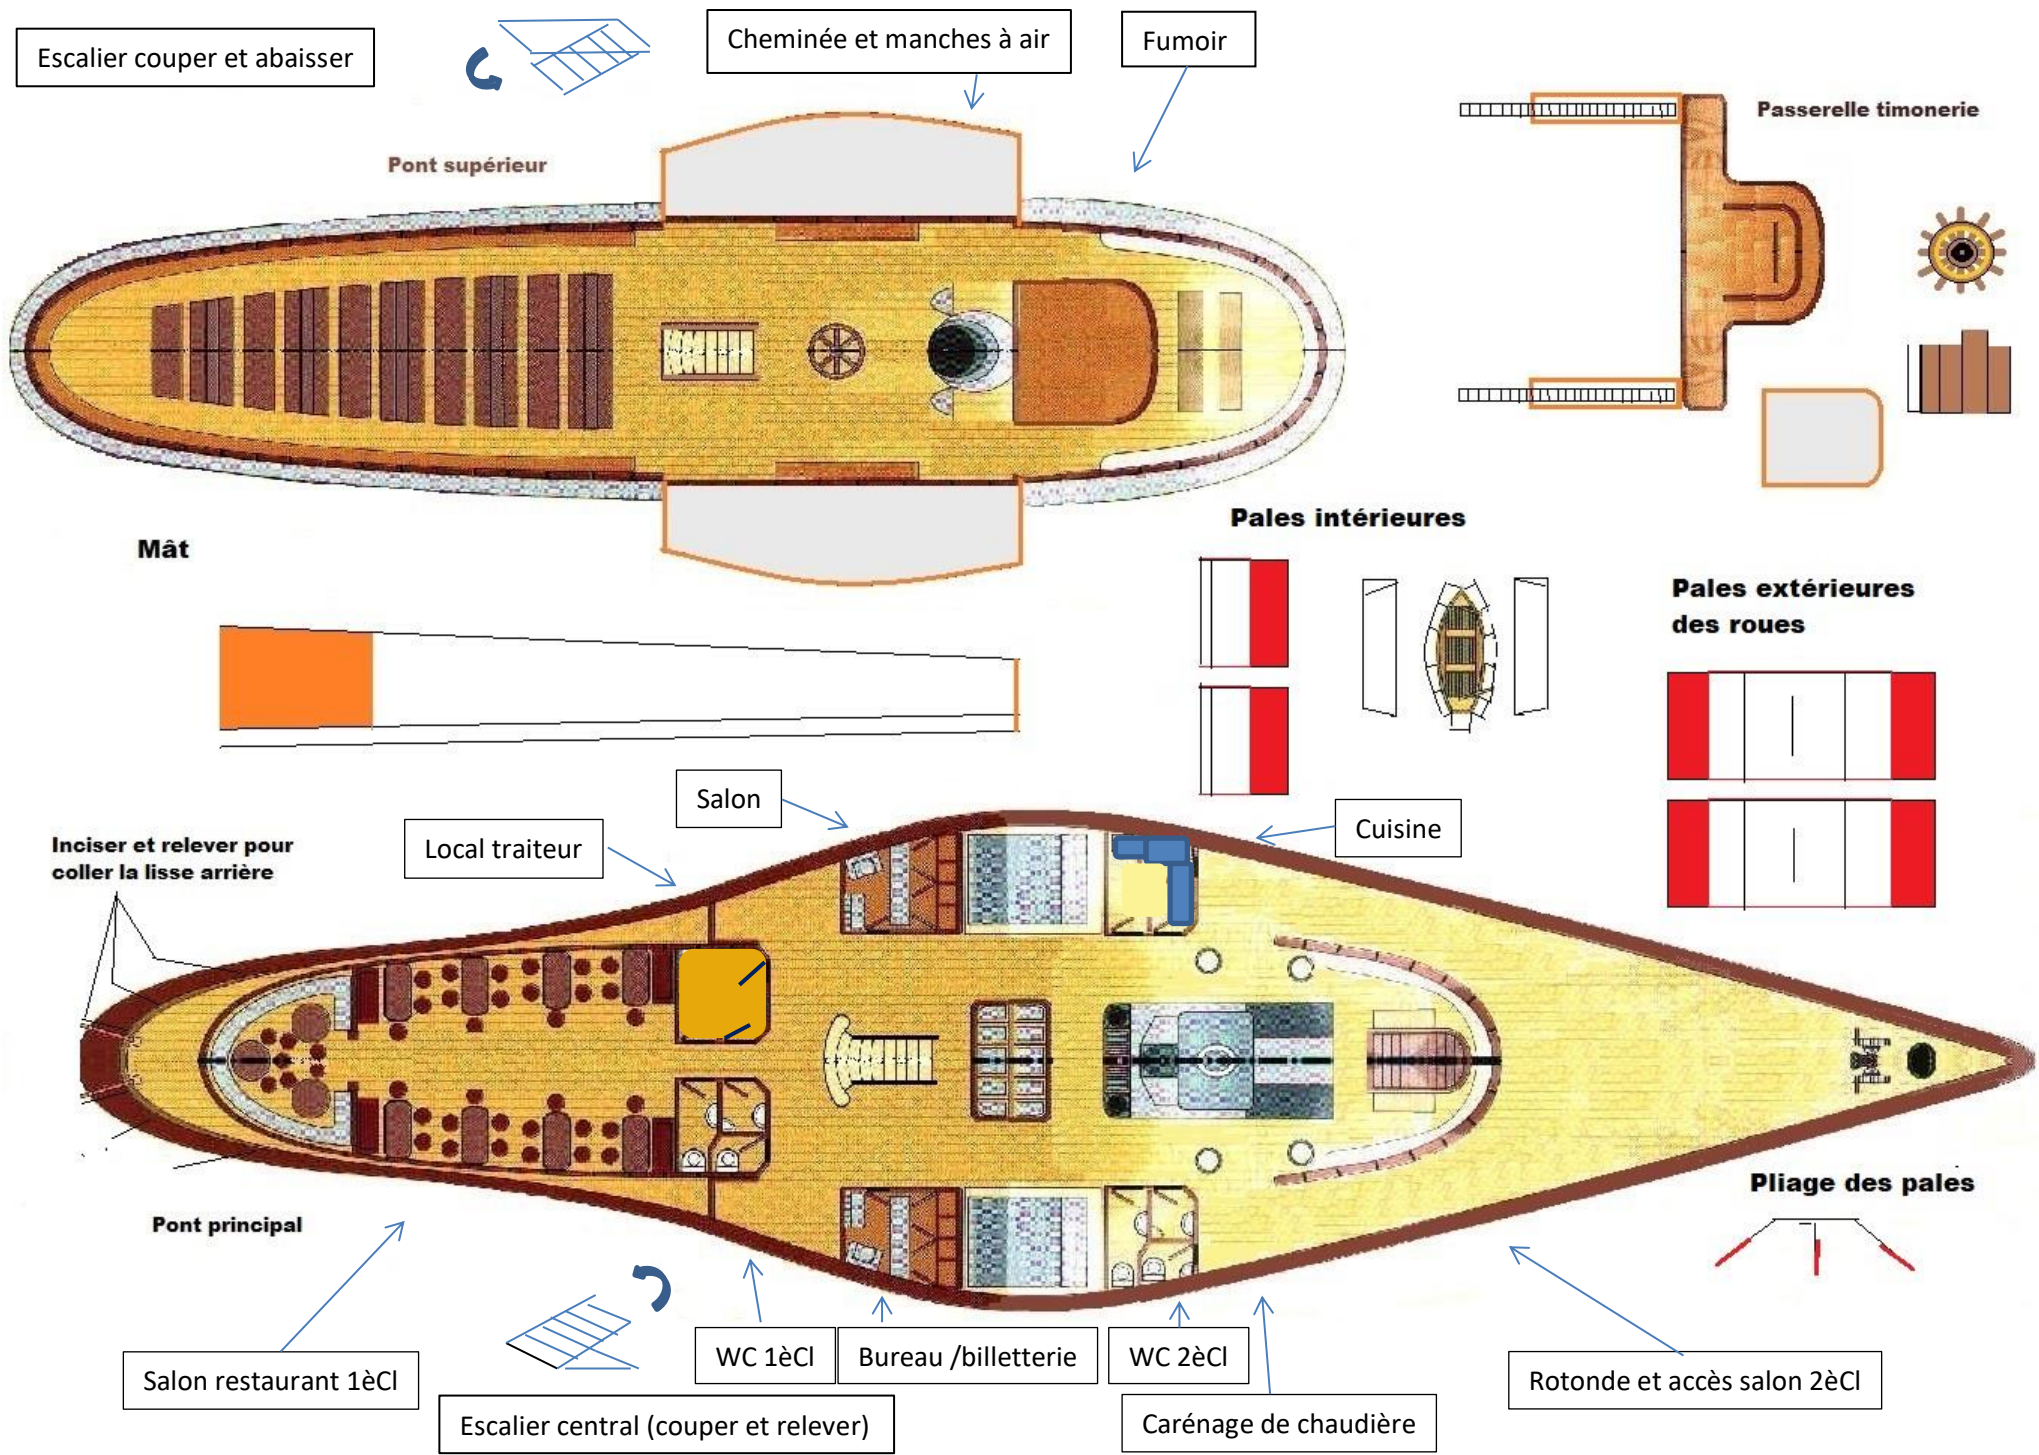 Escalier couper et abaisser
Cheminée et manches à air
Fumoir
Passerelle timonerie
Pont supérieur
Pales intérieures
Mât
Pales extérieures
des roues
Salon
Cuisine
Local traiteur
Inciser et relever pour
coller la lisse arrière
Pliage des pales
Pont principal
WC 1èCl
Bureau /billetterie
WC 2èCl
Salon restaurant 1èCl
Rotonde et accès salon 2èCl
Escalier central (couper et relever)
Carénage de chaudière